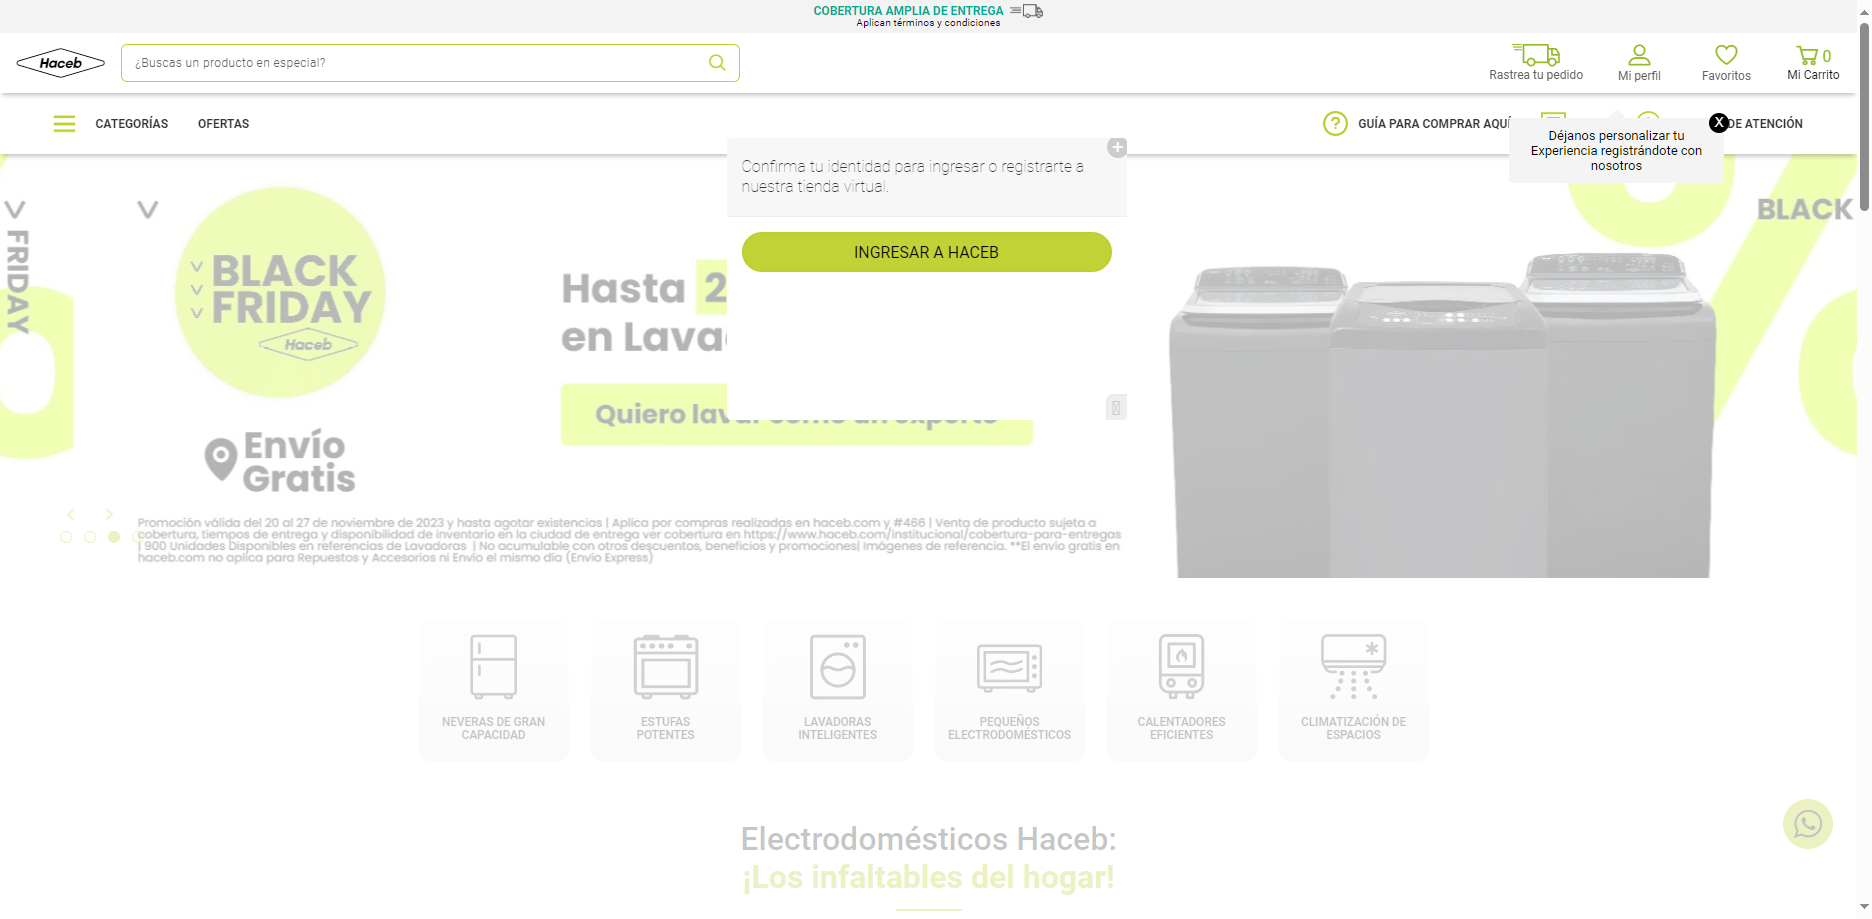 COBERTURA AMPLIA DE ENTREGA
Aplican términos y condiciones
Haceb
¿Buscas un producto en especial?
Rastrea tu pedido
Mi perfil
Favoritos
0
Mi Carrito
CATEGORÍAS
OFERTAS
GUÍA PARA COMPRAR AQUÍ
DE ATENCIÓN
X
Déjanos personalizar tu
Experiencia registrándote con
nosotros
Confirma tu identidad para ingresar o registrarte a
nuestra tienda virtual.
INGRESAR A HACEB
FRIDAY
BLACK
FRIDAY
Haceb
Envío
Gratis
Hasta 2
en Lava
Quiero lavar como un experto
BLACK
Promoción válida del 20 al 27 de noviembre de 2023 y hasta agotar existencias | Aplica por compras realizadas en haceb.com y #466 | Venta de producto sujeta a
cobertura, tiempos de entrega y disponibilidad de inventario en la ciudad de entrega ver cobertura en https://www.haceb.com/institucional/cobertura-para-entregas
| 900 Unidades Disponibles en referencias de Lavadoras | No acumulable con otros descuentos, beneficios y promociones| Imágenes de referencia. **El envío gratis en
haceb.com no aplica para Repuestos y Accesorios ni Envío el mismo día (Envío Express)
NEVERAS DE GRAN
CAPACIDAD
ESTUFAS
POTENTES
LAVADORAS
INTELIGENTES
PEQUEÑOS
ELECTRODOMÉSTICOS
CALENTADORES
EFICIENTES
CLIMATIZACIÓN DE
ESPACIOS
Electrodomésticos Haceb:
¡Los infaltables del hogar!